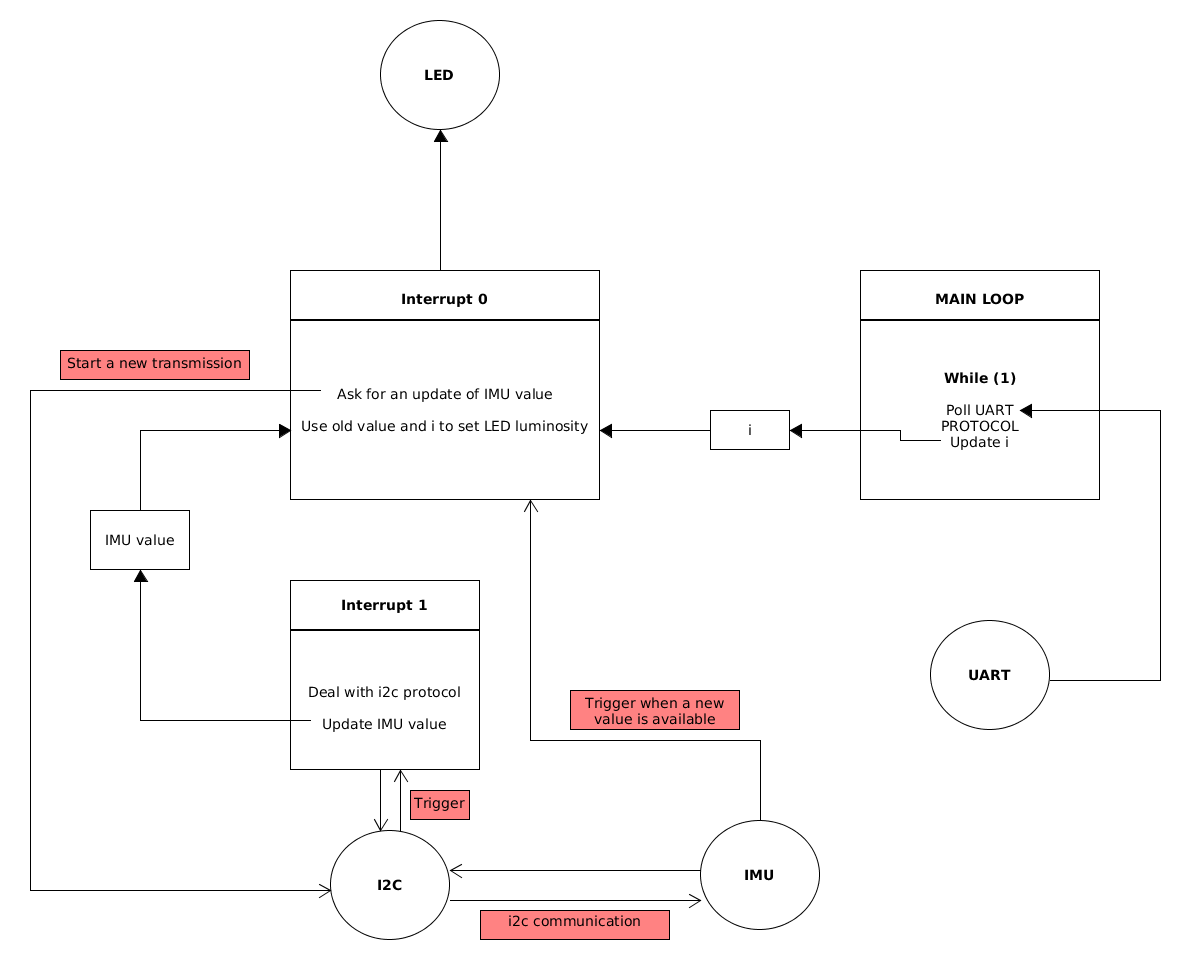 LED
Interrupt 0
MAIN LOOP
Start a new transmission
Ask for an update of IMU value
Use old value and i to set LED luminosity
i
While (1)
Poll UART
PROTOCOL
Update i
IMU value
Interrupt 1
Deal with i2c protocol
Update IMU value
Trigger when a new
value is available
UART
Trigger
I2C
IMU
i2c communication